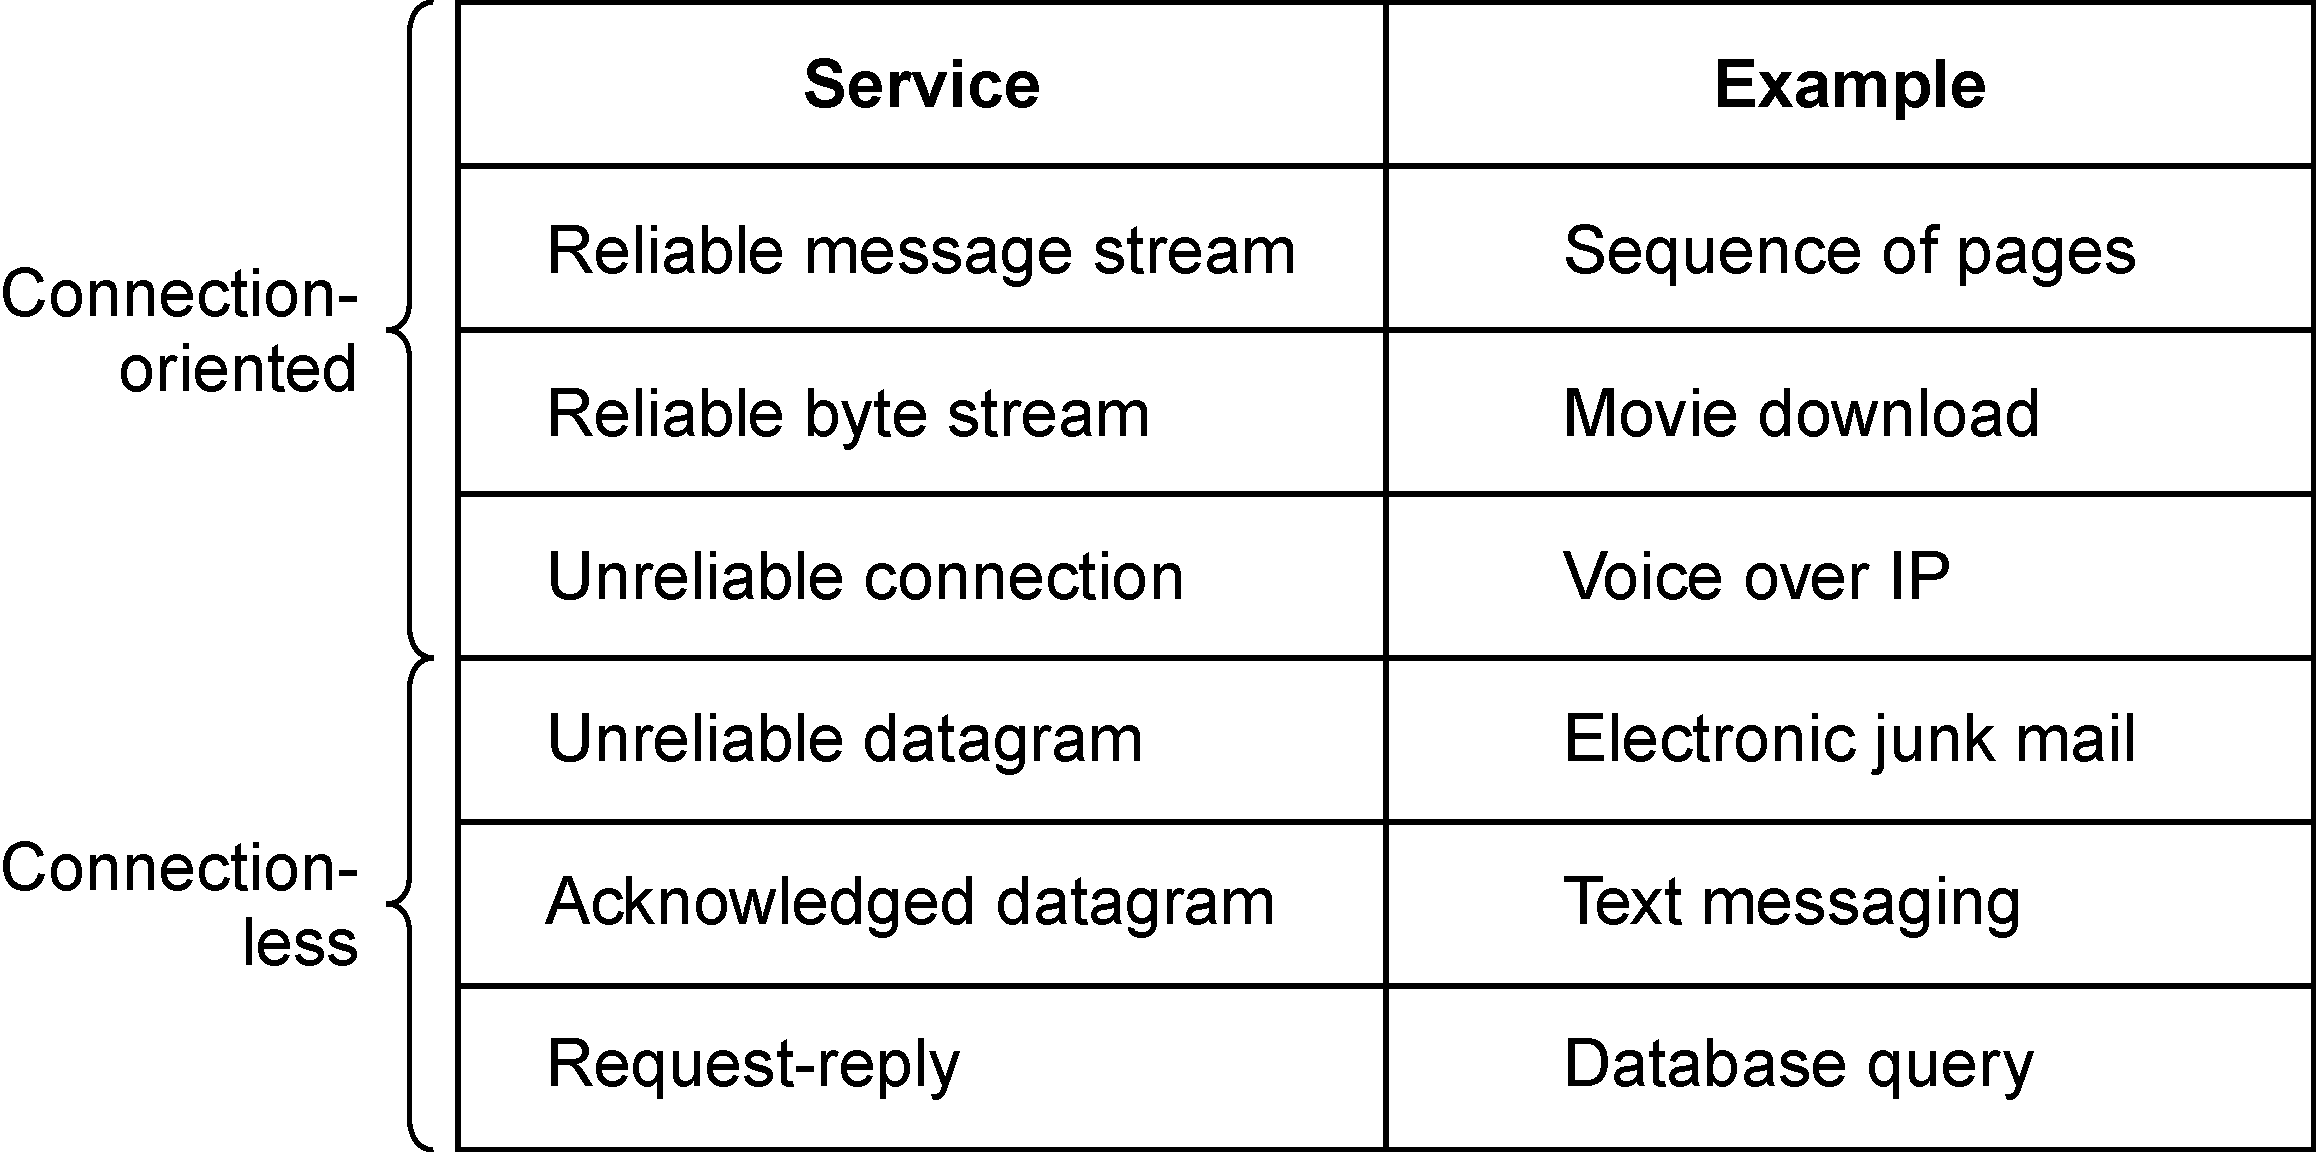 Service Example
Connection-
oriented
Reliable message stream Sequence of pages
Reliable byte stream Movie download
Unreliable connection Voice over IP
Connection-
less
Unreliable datagram Electronic junk mail
Acknowledged datagram Text messaging
Request-reply Database query